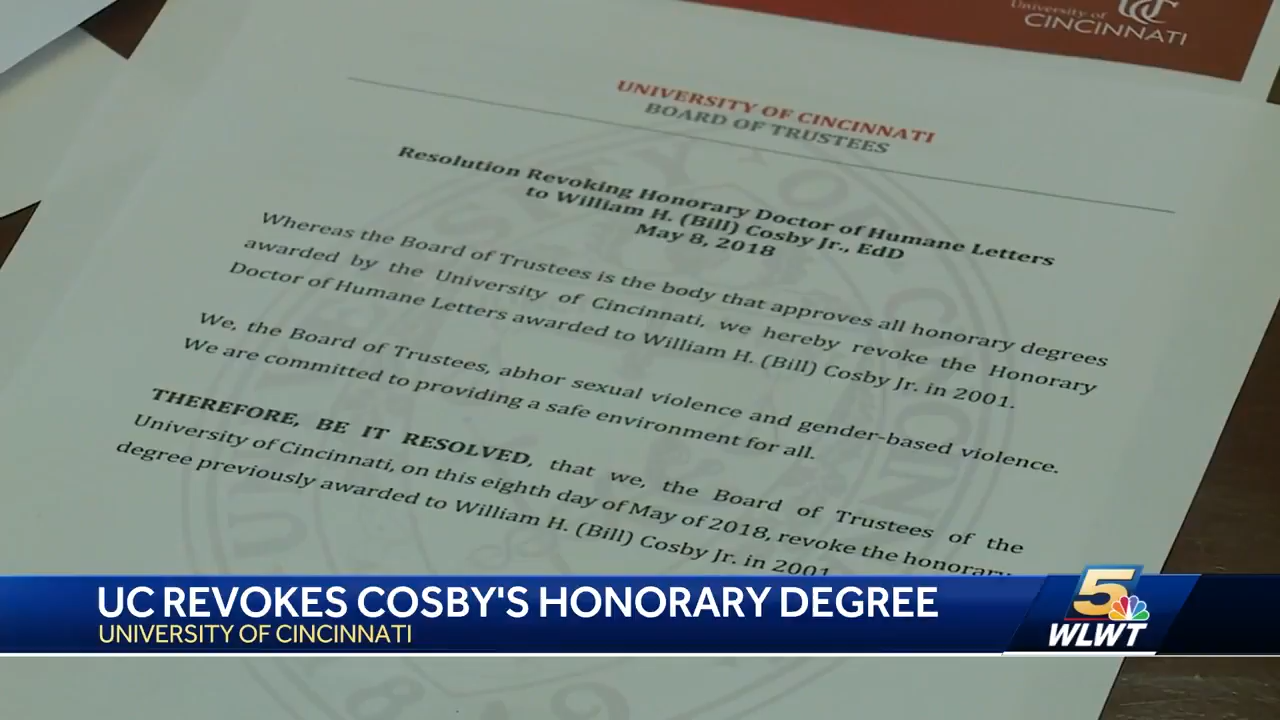 University of
CINCINNATI
UNIVERSITY OF CINCINNATI
BOARD OF TRUSTEES
Resolution Revoking Honorary Doctor of Humane Letters
to William H. (Bill) Cosby Jr., EdD
May 8, 2018
Whereas the Board of Trustees is the body that approves all honorary degrees
awarded by the University of Cincinnati, we hereby revoke the Honorary
Doctor of Humane Letters awarded to William H. (Bill) Cosby Jr. in 2001.
We, the Board of Trustees, abhor sexual violence and gender-based violence.
We are committed to providing a safe environment for all.
THEREFORE, BE IT RESOLVED, that we, the Board of Trustees of the
University of Cincinnati, on this eighth day of May of 2018, revoke the honorary
degree previously awarded to William H. (Bill) Cosby Jr. in 2001.
UC REVOKES COSBY'S HONORARY DEGREE
UNIVERSITY OF CINCINNATI
5
WLWT